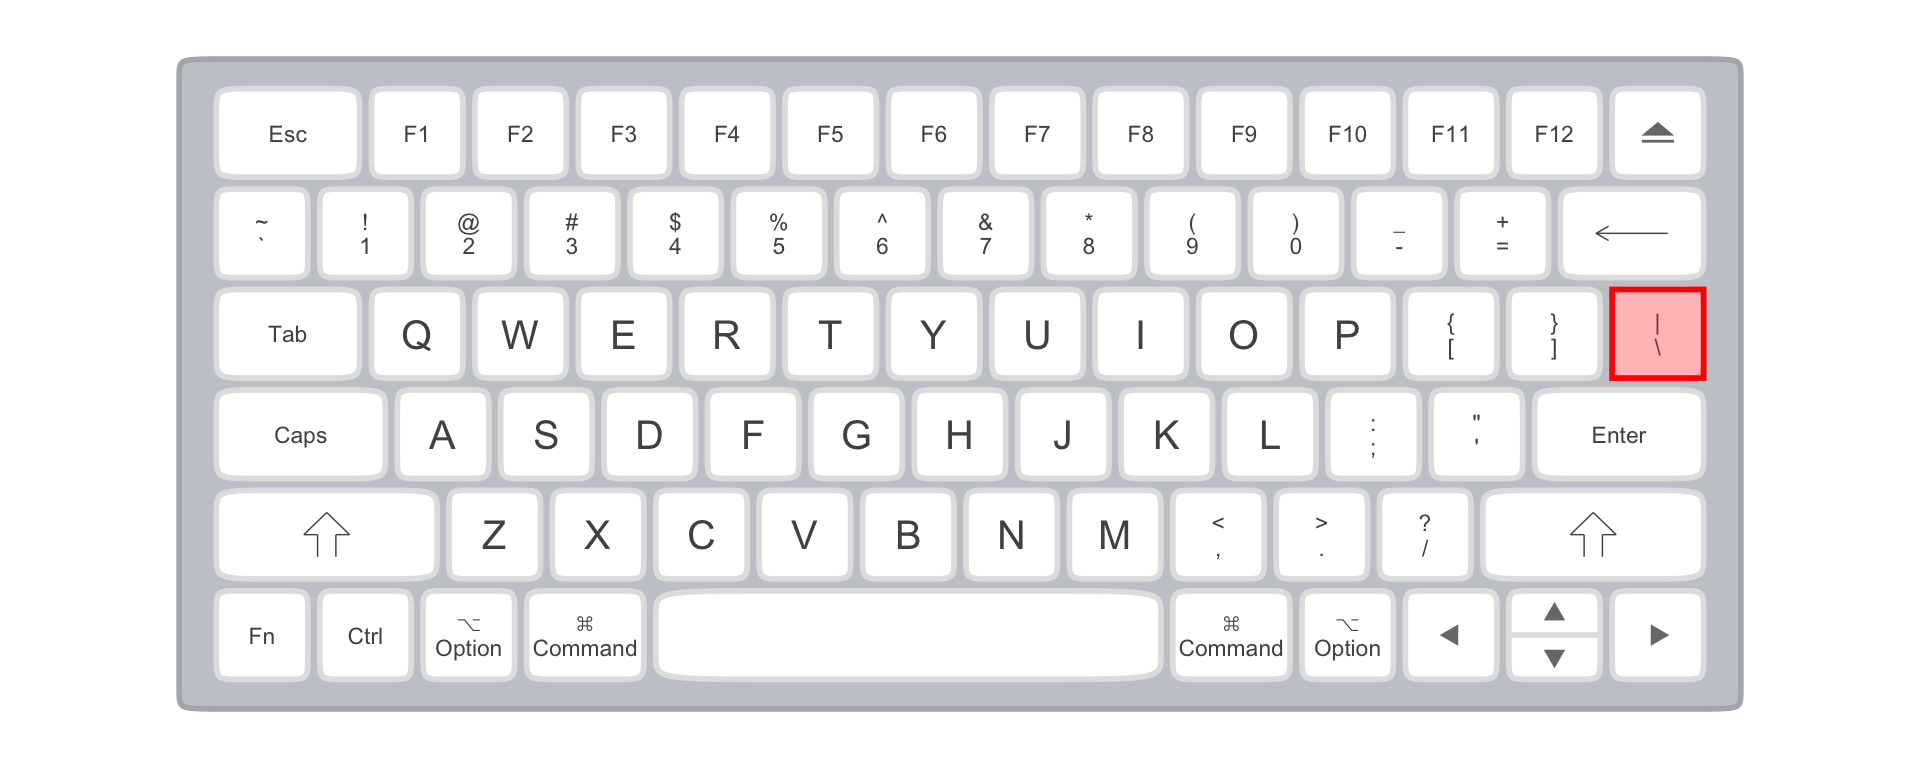 Esc F1 F2 F3 F4 F5 F6 F7 F8 F9 F10 F11 F12
~ ! @ # $ % ^ & * ( ) _ +
` 1 2 3 4 5 6 7 8 9 0 - =
Tab Q W E R T Y U I O P { } |
[ ] \
Caps A S D F G H J K L : " Enter
; '
Z X C V B N M < > ?
, . /
Fn Ctrl ⌥ ⌘ ⌘ ⌥
Option Command Command Option